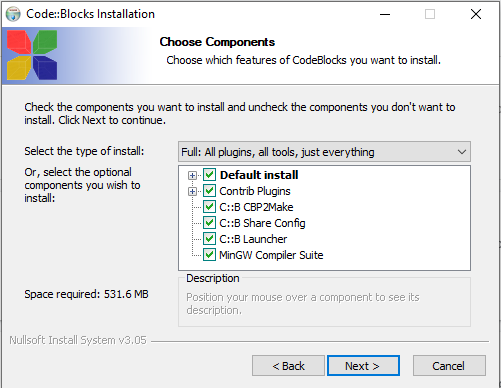 Code::Blocks Installation
Choose Components
Choose which features of CodeBlocks you want to install.
Check the components you want to install and uncheck the components you don't want to
install. Click Next to continue.
Select the type of install:
Full: All plugins, all tools, just everything
Or, select the optional
components you wish to
install:
Default install
Contrib Plugins
C::B CBP2Make
C::B Share Config
C::B Launcher
MinGW Compiler Suite
Space required: 531.6 MB
Description
Position your mouse over a component to see its
description.
Nullsoft Install System v3.05
< Back
Next >
Cancel